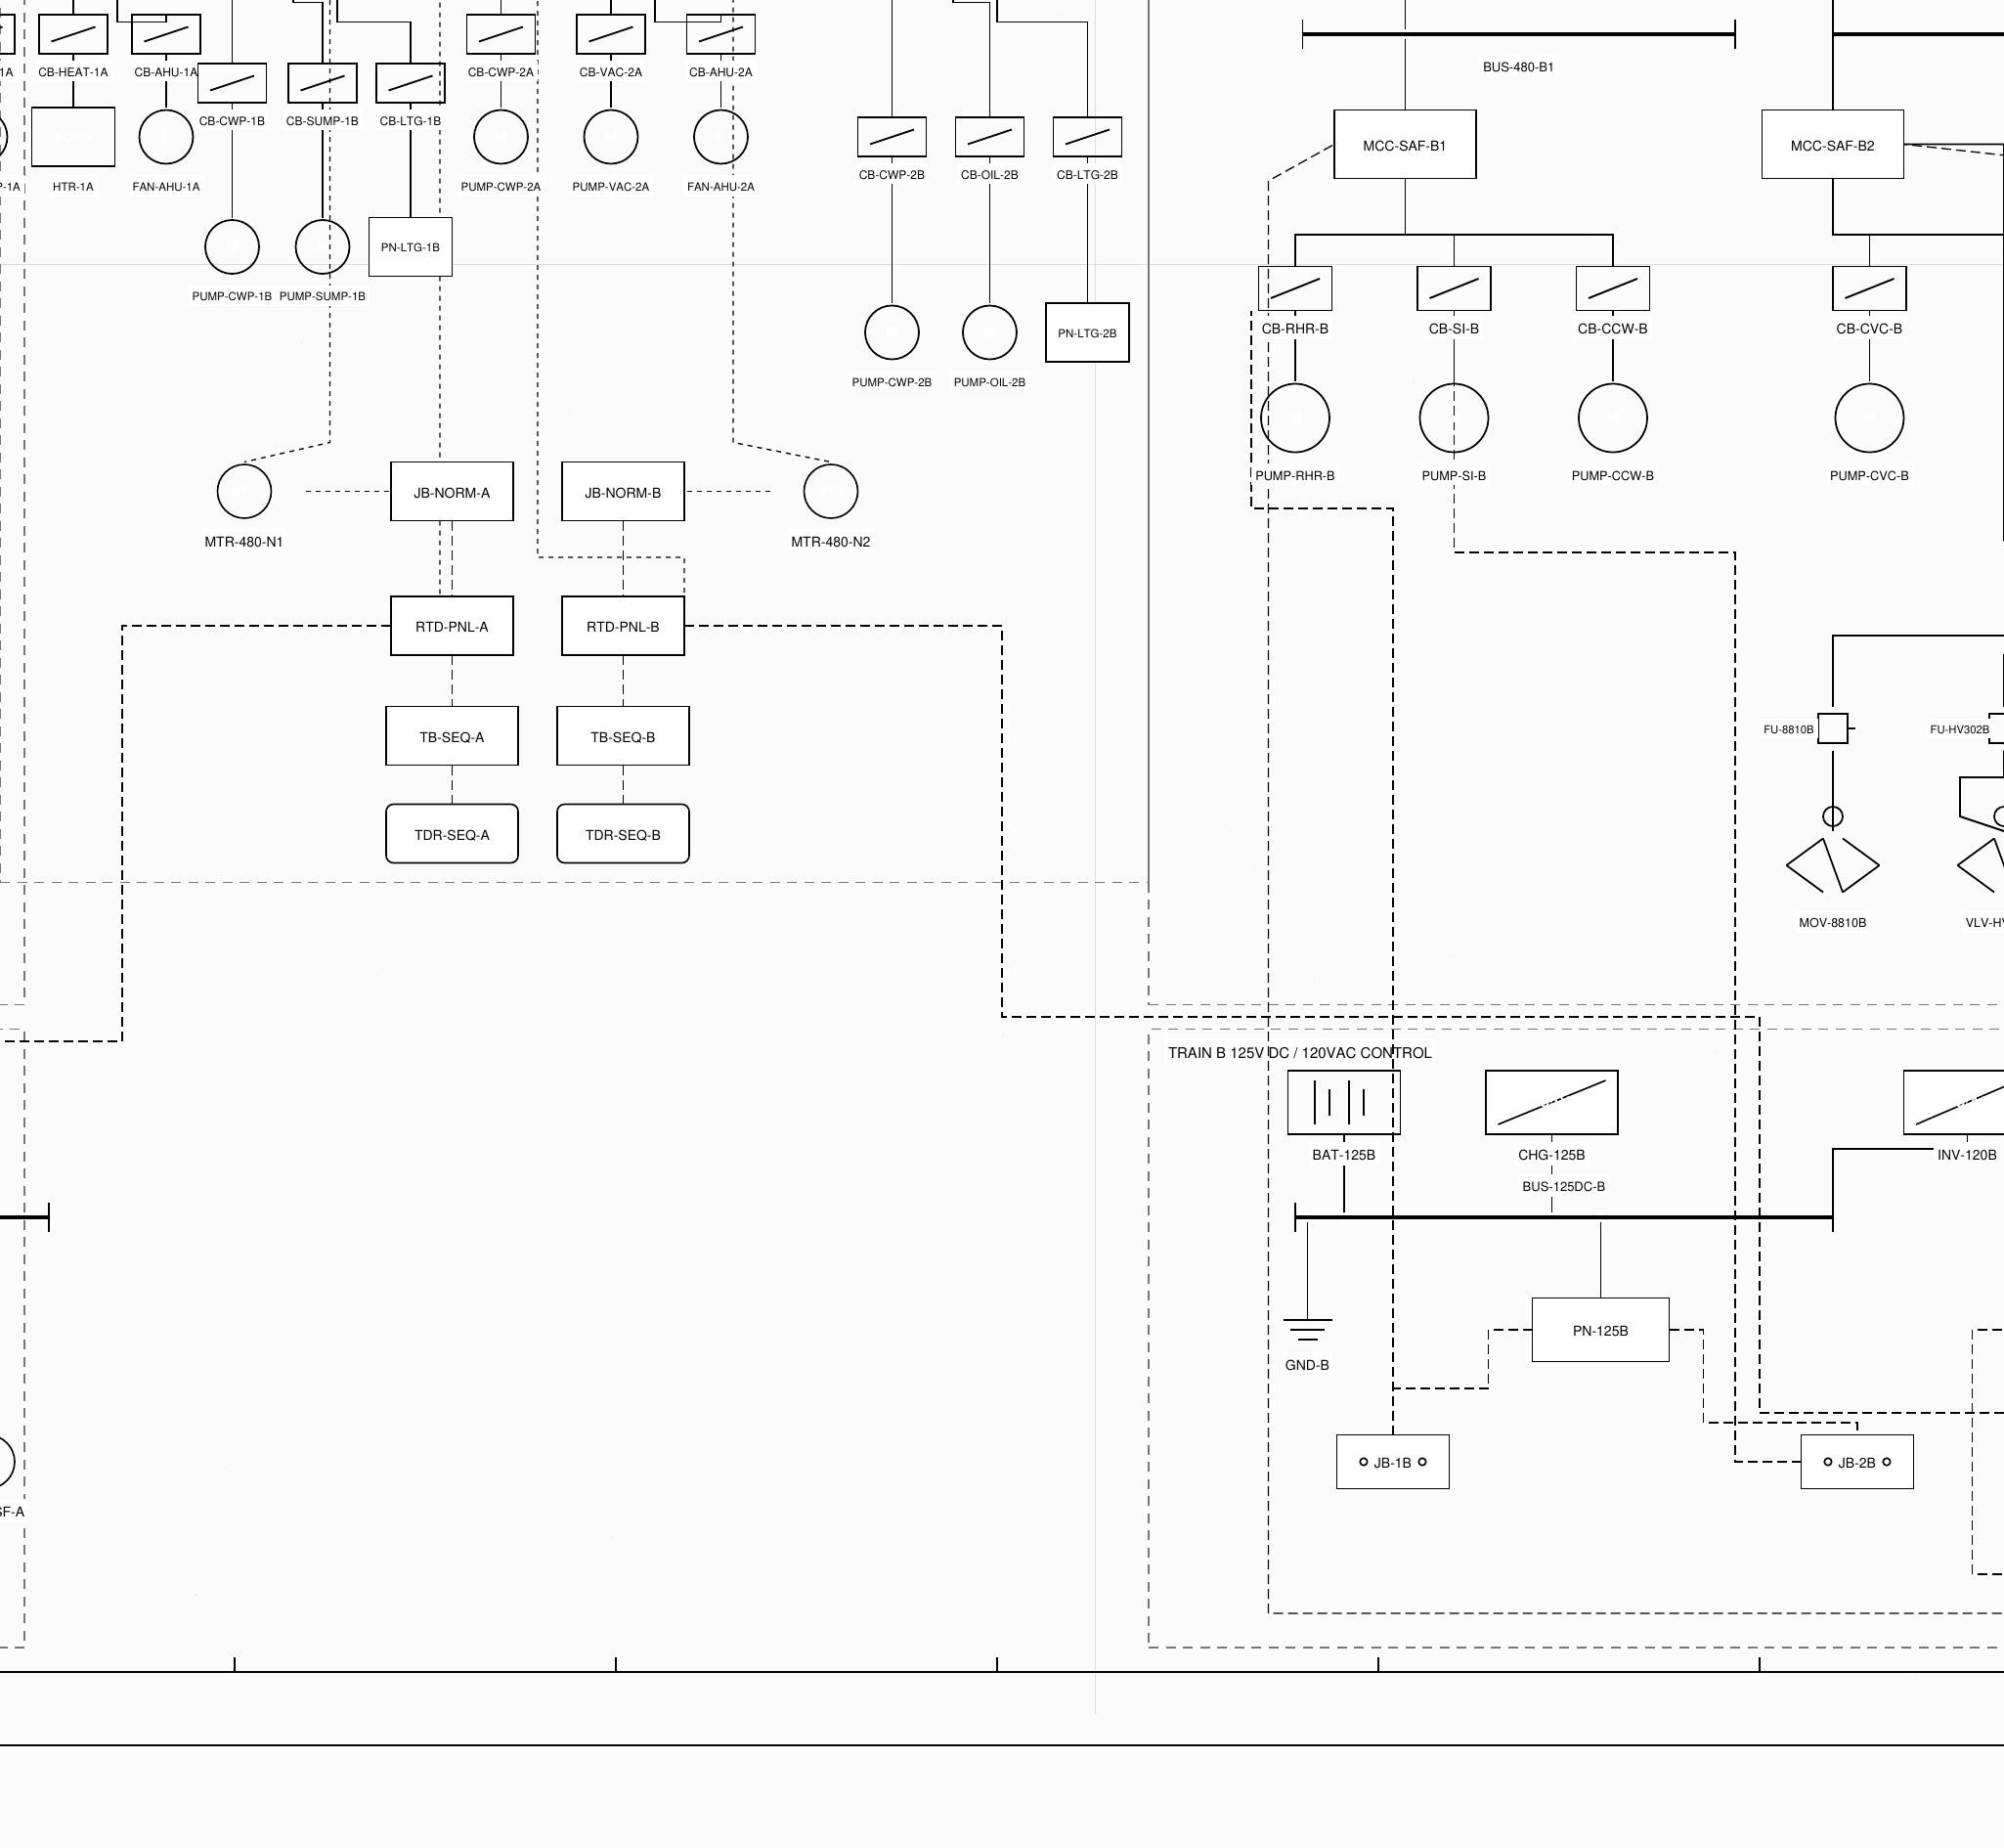 BUS-480-B1
CB-HEAT-1A
CB-AHU-1A
CB-CWP-2A
CB-VAC-2A
CB-AHU-2A
CB-CWP-1B
CB-SUMP-1B
CB-LTG-1B
MCC-SAF-B1
MCC-SAF-B2
CB-CWP-2B
CB-OIL-2B
CB-LTG-2B
HTR-1A
FAN-AHU-1A
PUMP-CWP-2A
PUMP-VAC-2A
FAN-AHU-2A
PN-LTG-1B
PUMP-CWP-1B
PUMP-SUMP-1B
CB-RHR-B
CB-SI-B
CB-CCW-B
CB-CVC-B
PN-LTG-2B
PUMP-CWP-2B
PUMP-OIL-2B
PUMP-RHR-B
PUMP-SI-B
PUMP-CCW-B
PUMP-CVC-B
JB-NORM-A
JB-NORM-B
MTR-480-N1
MTR-480-N2
RTD-PNL-A
RTD-PNL-B
TB-SEQ-A
TB-SEQ-B
FU-8810B
FU-HV302B
TDR-SEQ-A
TDR-SEQ-B
MOV-8810B
VLV-HV
TRAIN B 125V DC / 120VAC CONTROL
BAT-125B
CHG-125B
INV-120B
BUS-125DC-B
PN-125B
GND-B
JB-1B
JB-2B
SF-A